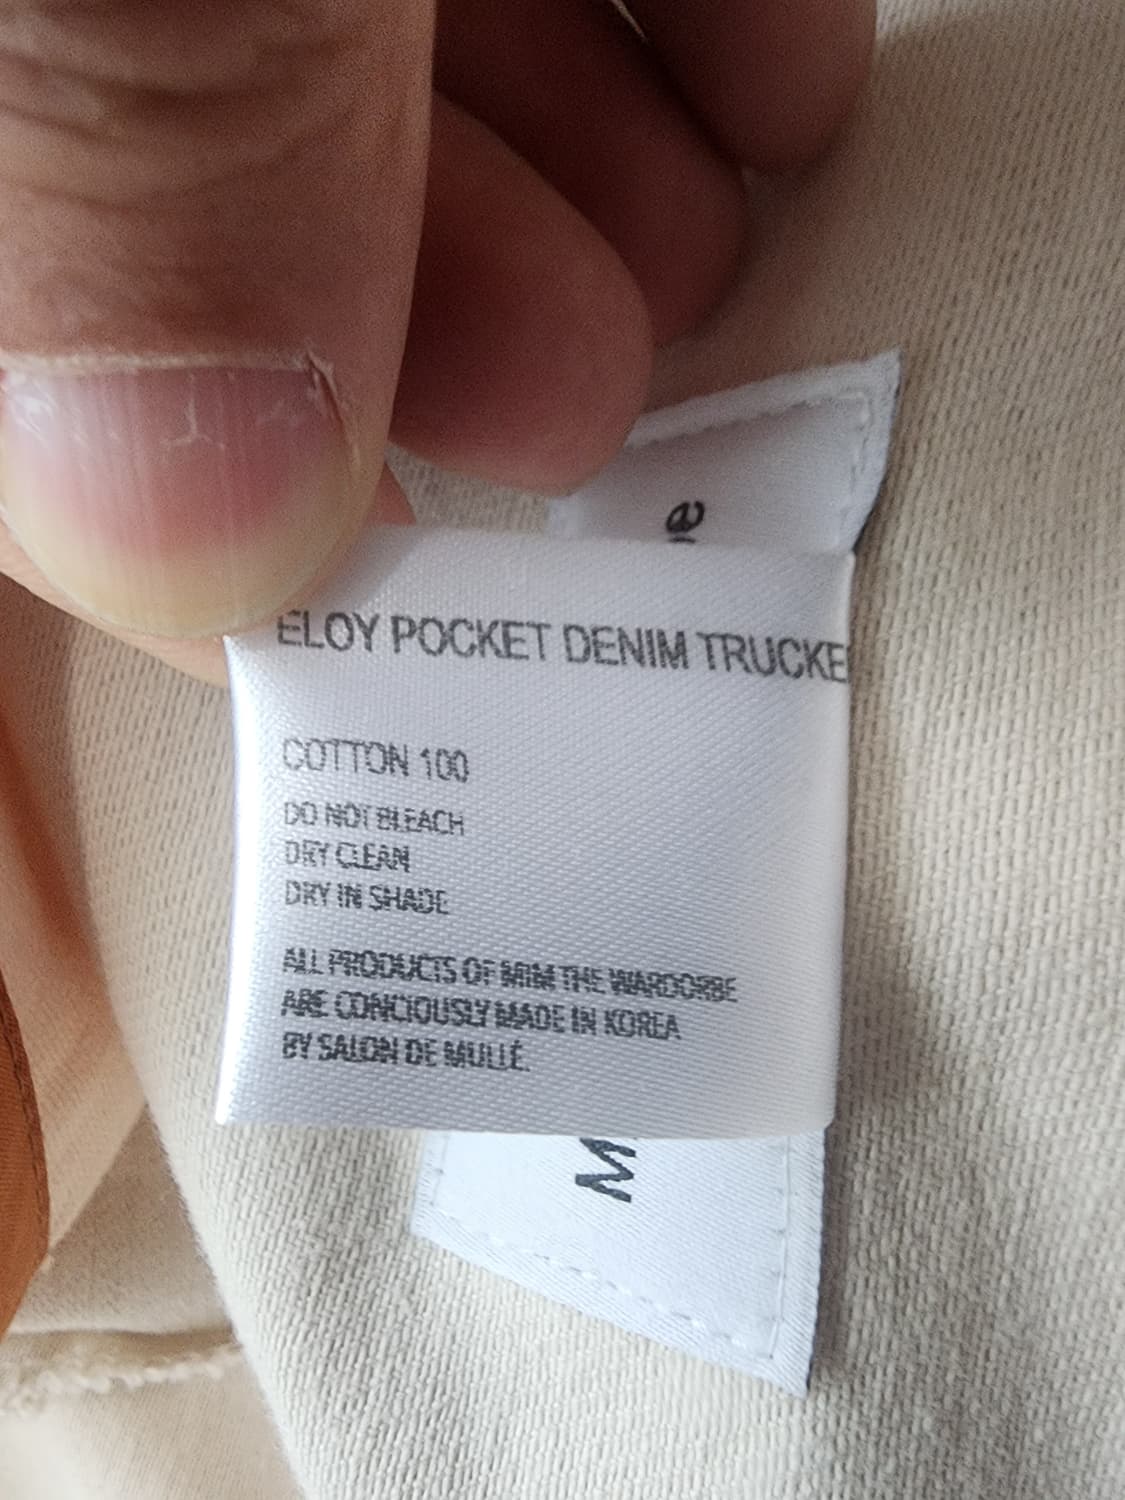 e
ELOY POCKET DENIM TRUCKE
COTTON 100
DO NOT BLEACH
DRY CLEAN
DRY IN SHADE
ALL PRODUCTS OF MIM THE WARDORBE
ARE CONCIOUSLY MADE IN KOREA
BY SALON DE MULLÉ.
M